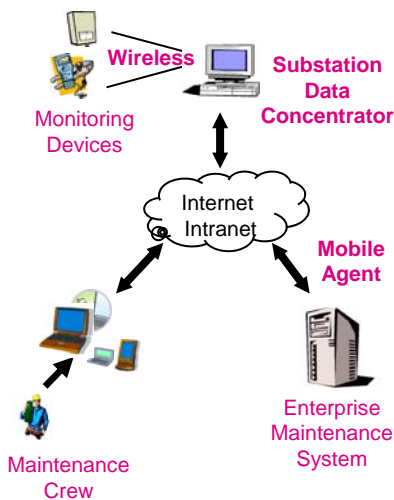 Wireless
Substation
Data
Concentrator
Monitoring
Devices
Internet
Intranet
Mobile
Agent
Enterprise
Maintenance
System
Maintenance
Crew